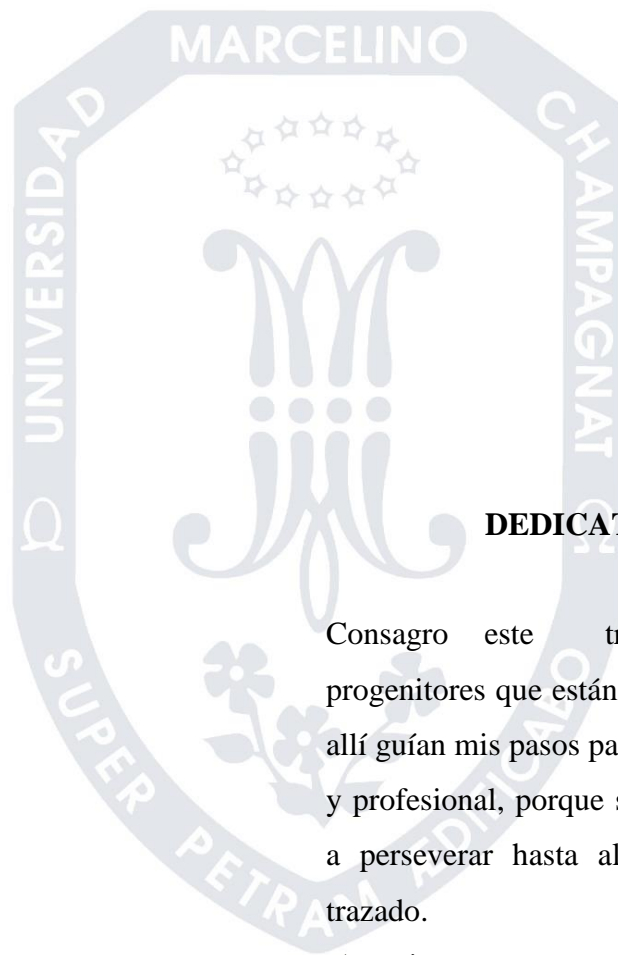 MARCELINO
UNIVERSIDAD
CHAMPAGNAT
Ω
Ω
SUPER PETRAM ÆDIFICABO
DEDICAT
Consagro este tr
progenitores que están
allí guían mis pasos pa
y profesional, porque s
a perseverar hasta al
trazado.